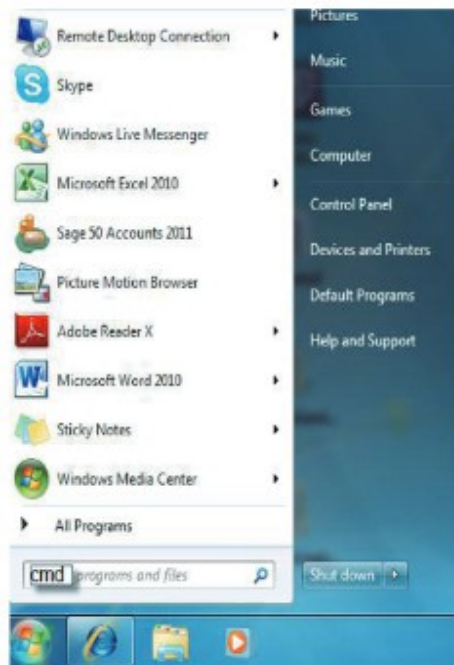 Remote Desktop Connection
Skype
Windows Live Messenger
Microsoft Excel 2010
Sage 50 Accounts 2011
Picture Motion Browser
Adobe Reader X
Microsoft Word 2010
Sticky Notes
Windows Media Center
All Programs
cmd programs and files
Pictures
Music
Games
Computer
Control Panel
Devices and Printers
Default Programs
Help and Support
Shut down